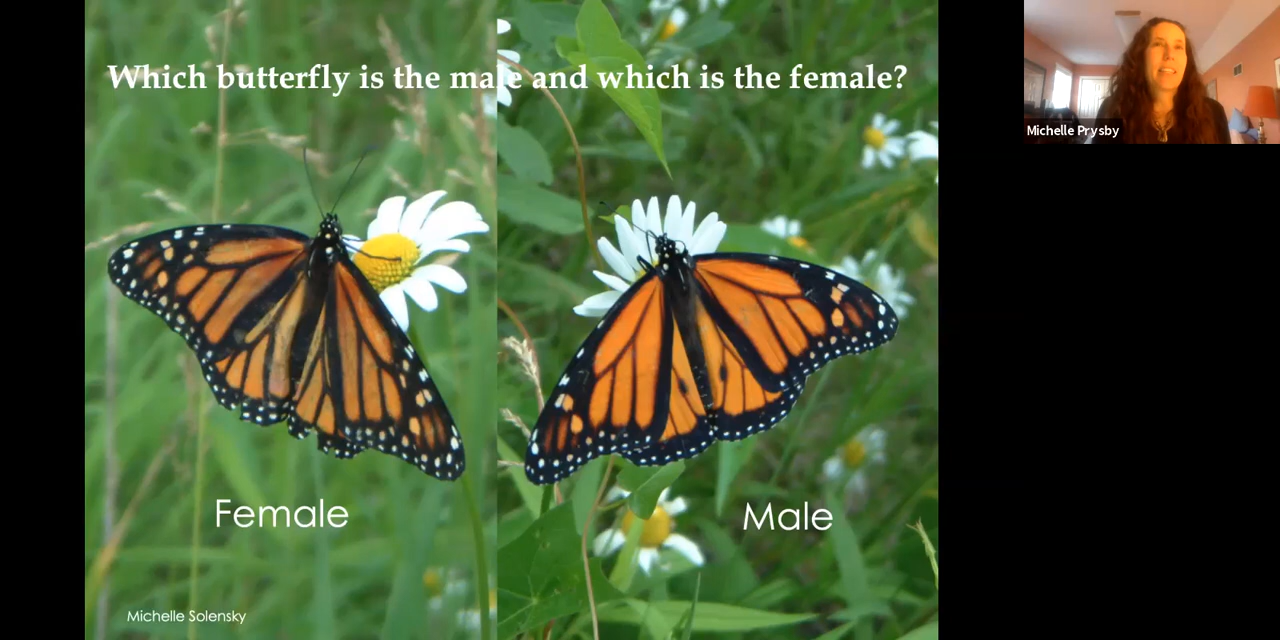 Which butterfly is the male and which is the female?
Michelle Prysby
Female
Male
Michelle Solensky